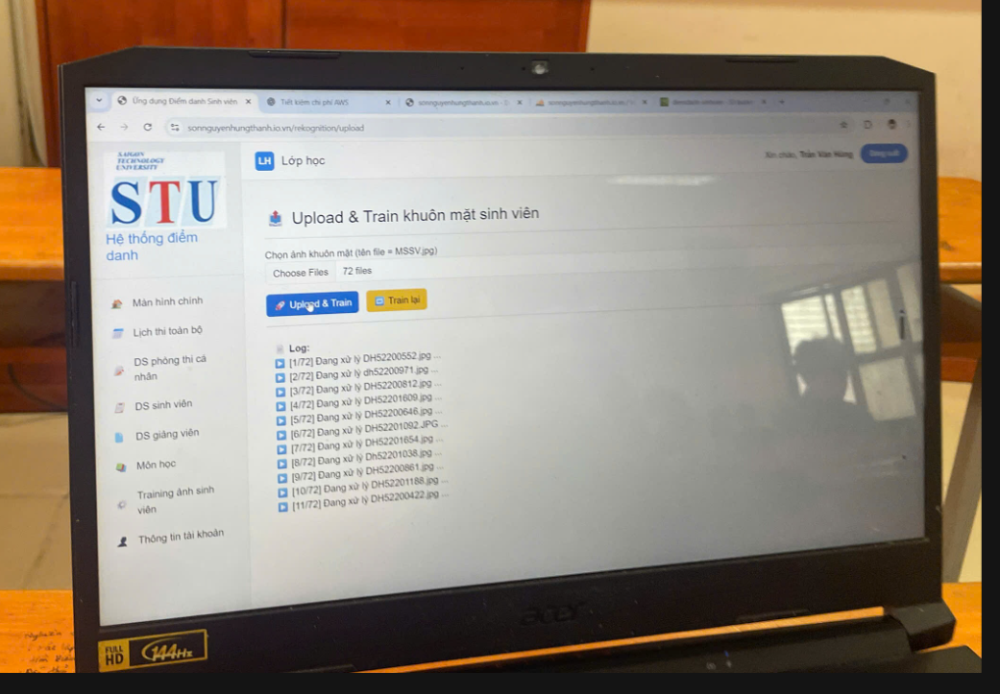 Ứng dụng Điểm danh Sinh viên
Tiết kiệm chi phí AWS
sonnguyenhungthanh.io.vn
sonnguyenhungthanh.io.vn/rekognition/upload
SAIGON
TECHNOLOGY
UNIVERSITY
STU
Hệ thống điểm
danh
LH Lớp học
Xin chào, Trần Văn Hùng
Đăng xuất
Màn hình chính
Lịch thi toàn bộ
DS phòng thi cá
nhân
DS sinh viên
DS giảng viên
Môn học
Training ảnh sinh
viên
Thông tin tài khoản
Upload & Train khuôn mặt sinh viên
Chọn ảnh khuôn mặt (tên file = MSSV.jpg)
Choose Files 72 files
Upload & Train
Train lại
Log:
[1/72] Đang xử lý DH52200552.jpg ...
[2/72] Đang xử lý dh52200971.jpg ...
[3/72] Đang xử lý DH52200812.jpg ...
[4/72] Đang xử lý DH52201609.jpg ...
[5/72] Đang xử lý DH52200646.jpg ...
[6/72] Đang xử lý DH52201092.JPG ...
[7/72] Đang xử lý DH52201654.jpg ...
[8/72] Đang xử lý Dh52201038.jpg ...
[9/72] Đang xử lý DH52200861.jpg ...
[10/72] Đang xử lý DH52201188.jpg ...
[11/72] Đang xử lý DH52200422.jpg ...
acer
FULL
HD
144Hz